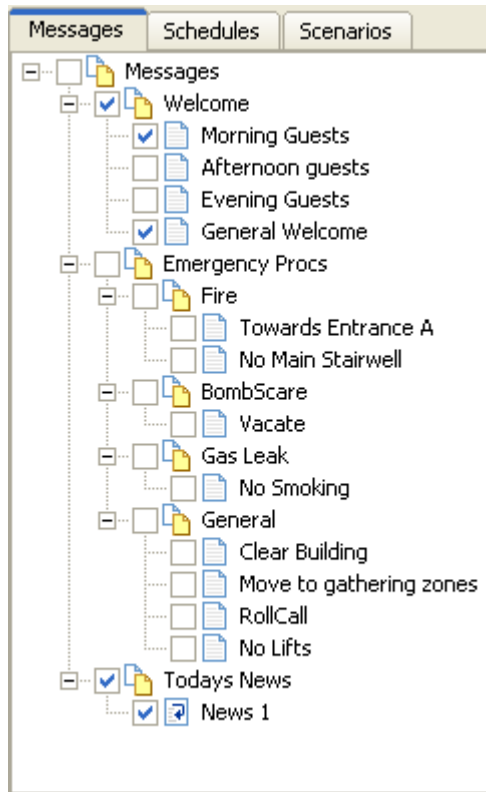 Messages Schedules Scenarios
Messages
Welcome
Morning Guests
Afternoon guests
Evening Guests
General Welcome
Emergency Procs
Fire
Towards Entrance A
No Main Stairwell
BombScare
Vacate
Gas Leak
No Smoking
General
Clear Building
Move to gathering zones
RollCall
No Lifts
Todays News
News 1